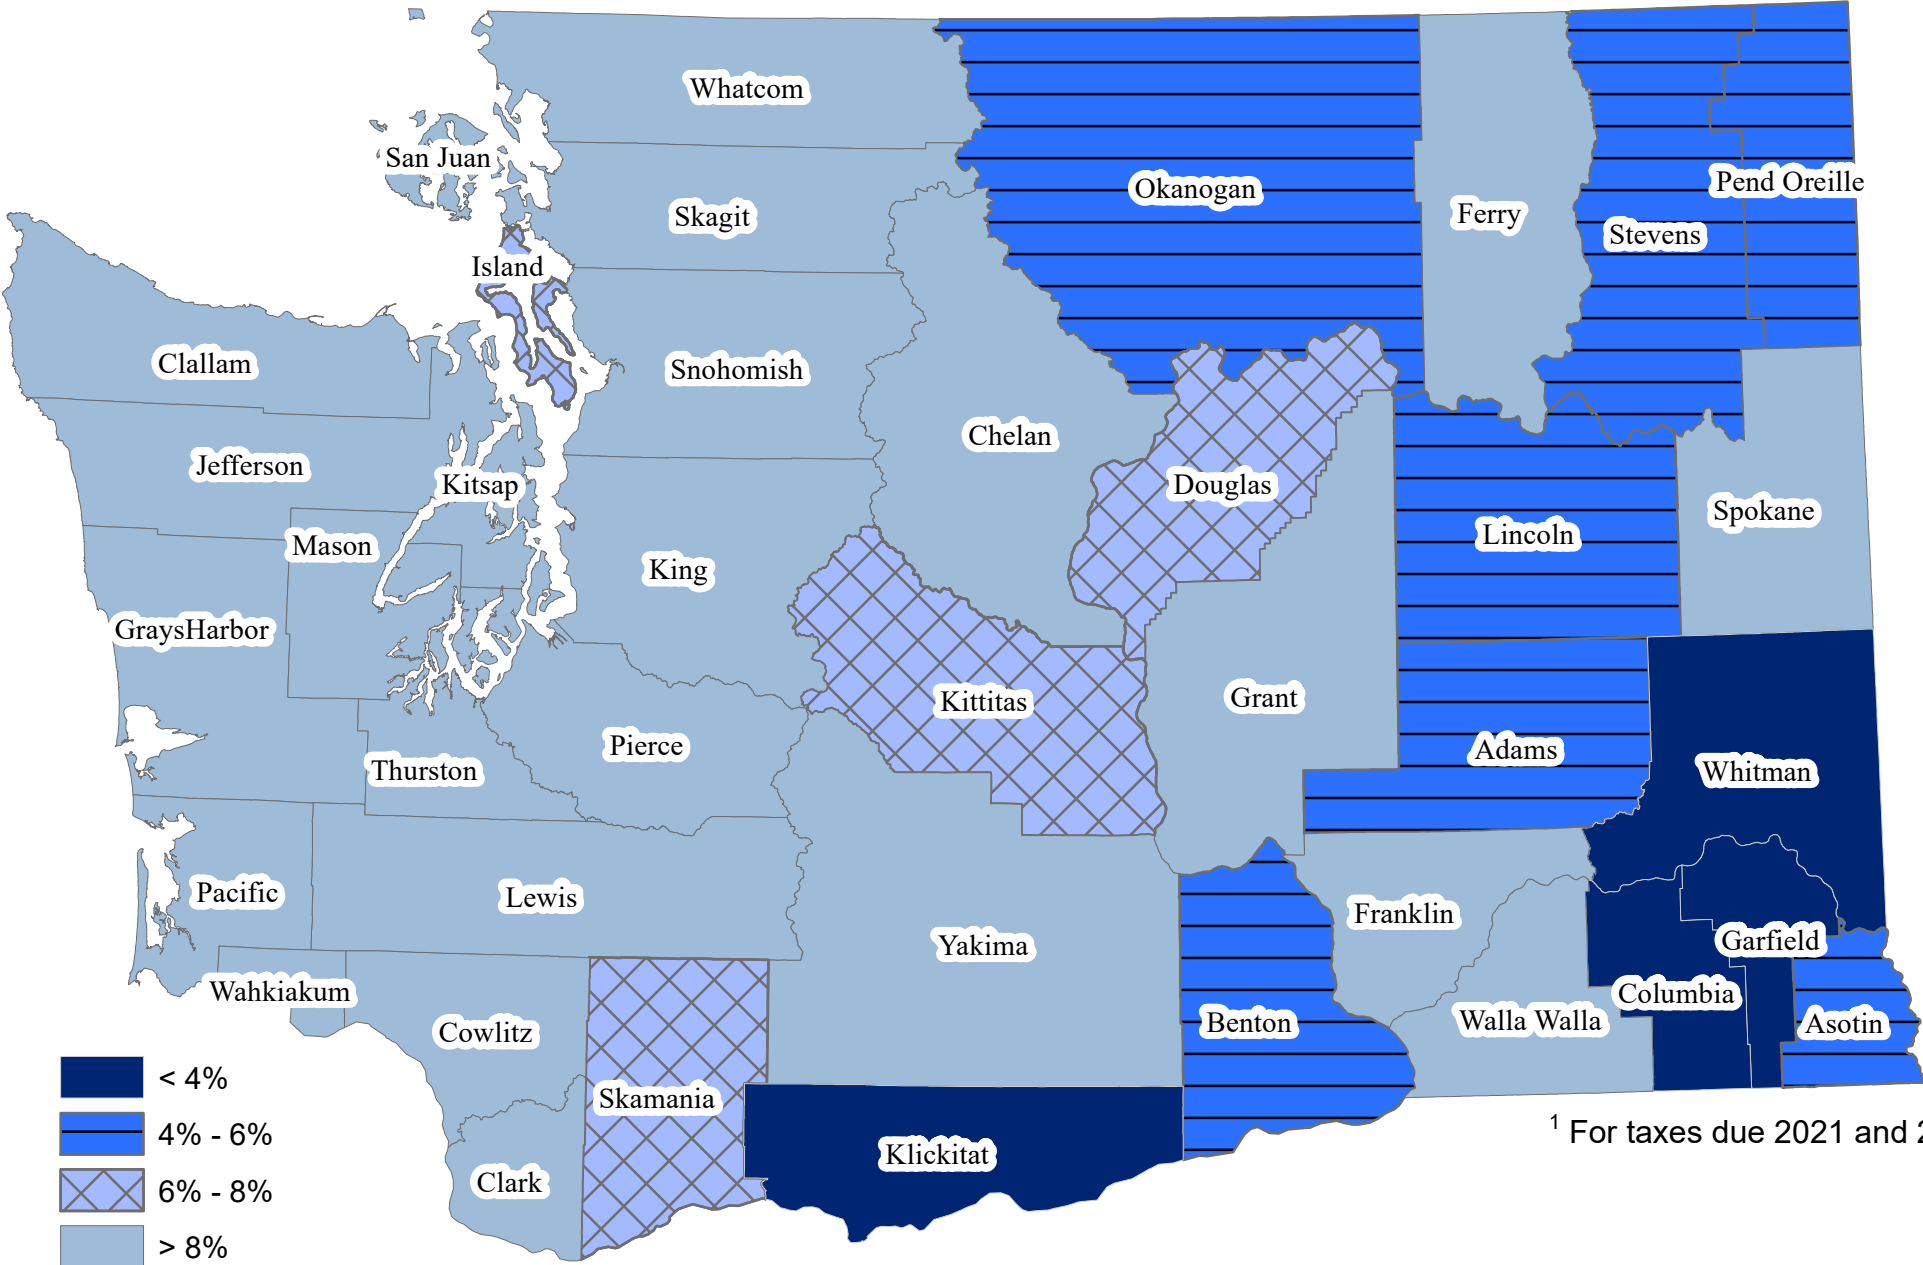 Whatcom
San Juan
Okanogan
Pend Oreille
Skagit
Ferry
Stevens
Island
Clallam
Snohomish
Chelan
Jefferson
Kitsap
Douglas
Spokane
Lincoln
Mason
King
GraysHarbor
Grant
Kittitas
Pierce
Adams
Thurston
Whitman
Pacific
Lewis
Franklin
Yakima
Garfield
Wahkiakum
Columbia
Cowlitz
Benton
Walla Walla
Asotin
Skamania
Klickitat
Clark
< 4%
4% - 6%
6% - 8%
> 8%
¹ For taxes due 2021 and